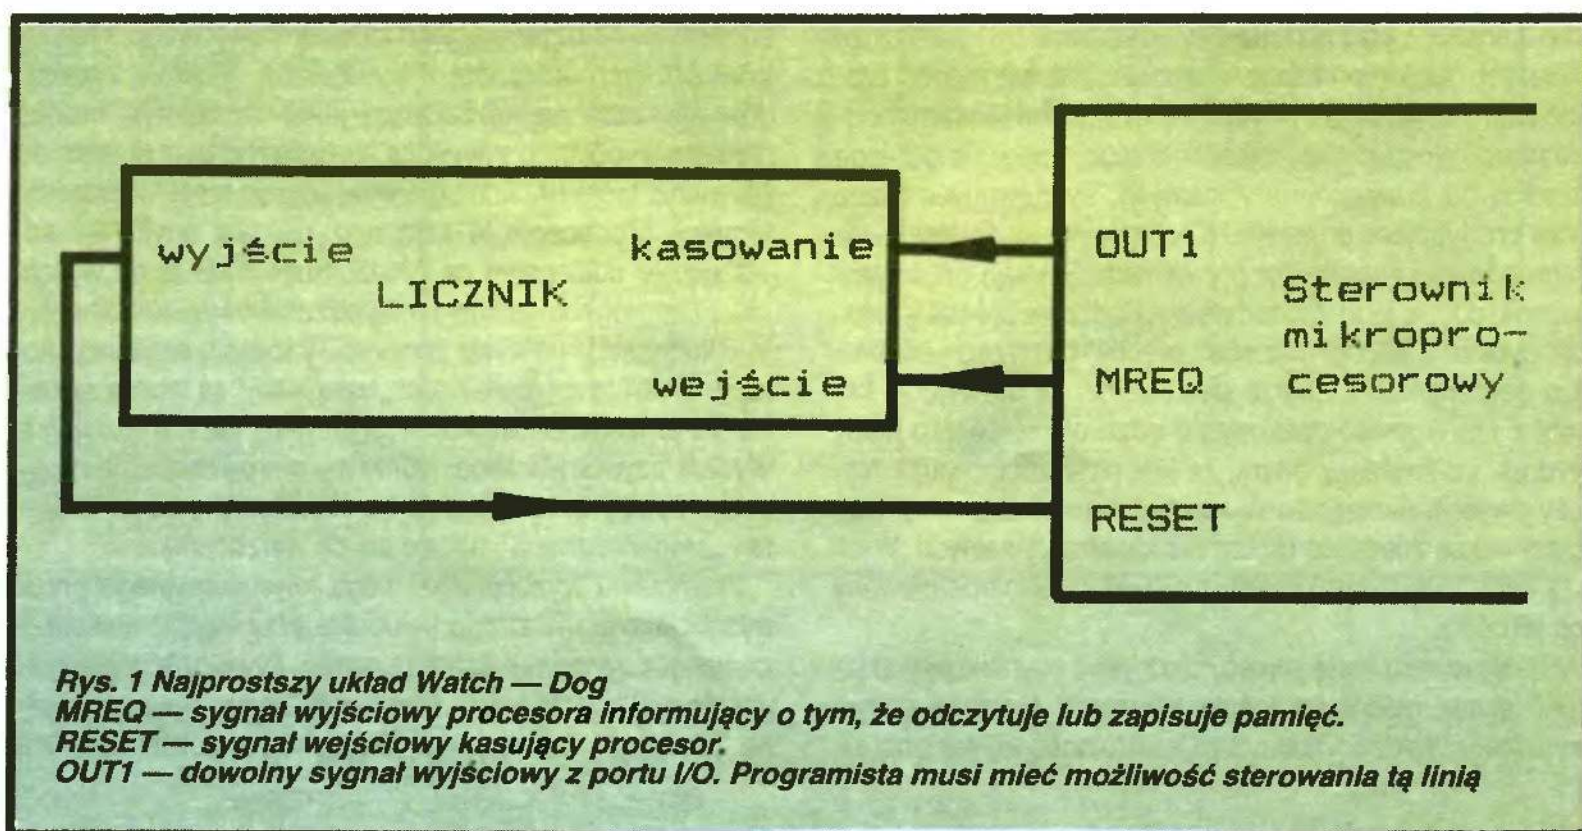 wyjście
kasowanie
LICZNIK
wejście
OUT1
Sterownik
mikropro-
cesorowy
MREQ
RESET
Rys. 1 Najprostszy układ Watch — Dog
MREQ — sygnał wyjściowy procesora informujący o tym, że odczytuje lub zapisuje pamięć.
RESET — sygnał wejściowy kasujący procesor.
OUT1 — dowolny sygnał wyjściowy z portu I/O. Programista musi mieć możliwość sterowania tą linią